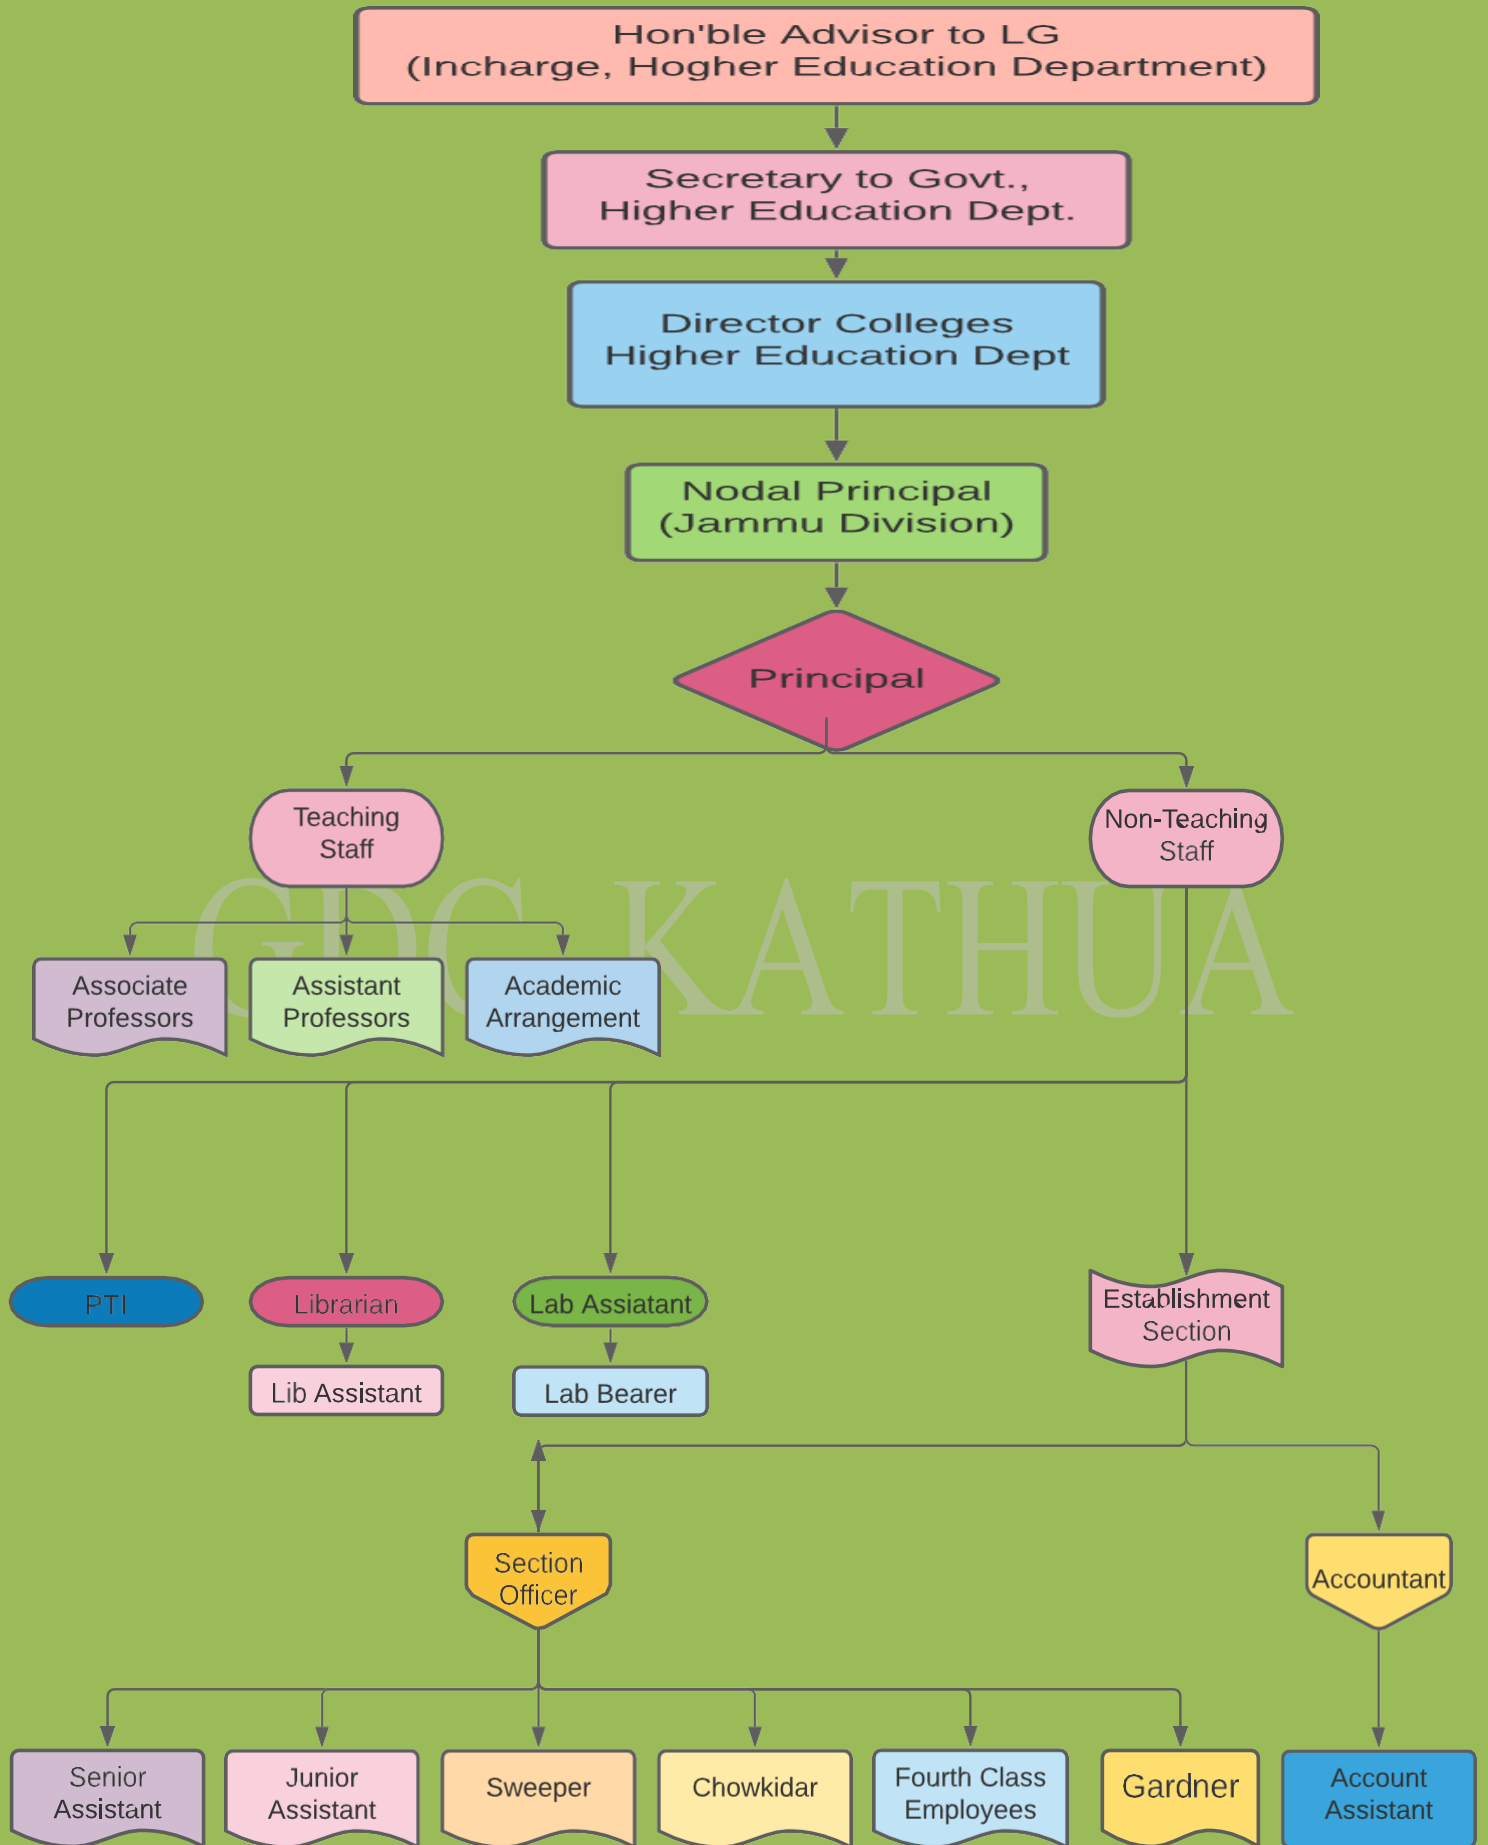 Hon'ble Advisor to LG
(Incharge, Hogher Education Department)
Secretary to Govt.,
Higher Education Dept.
Director Colleges
Higher Education Dept
Nodal Principal
(Jammu Division)
Principal
Teaching
Staff
Non-Teaching
Staff
GDC KATHUA
Associate
Professors
Assistant
Professors
Academic
Arrangement
PTI
Librarian
Lab Assiatant
Establishment
Section
Lib Assistant
Lab Bearer
Section
Officer
Accountant
Senior
Assistant
Junior
Assistant
Sweeper
Chowkidar
Fourth Class
Employees
Gardner
Account
Assistant